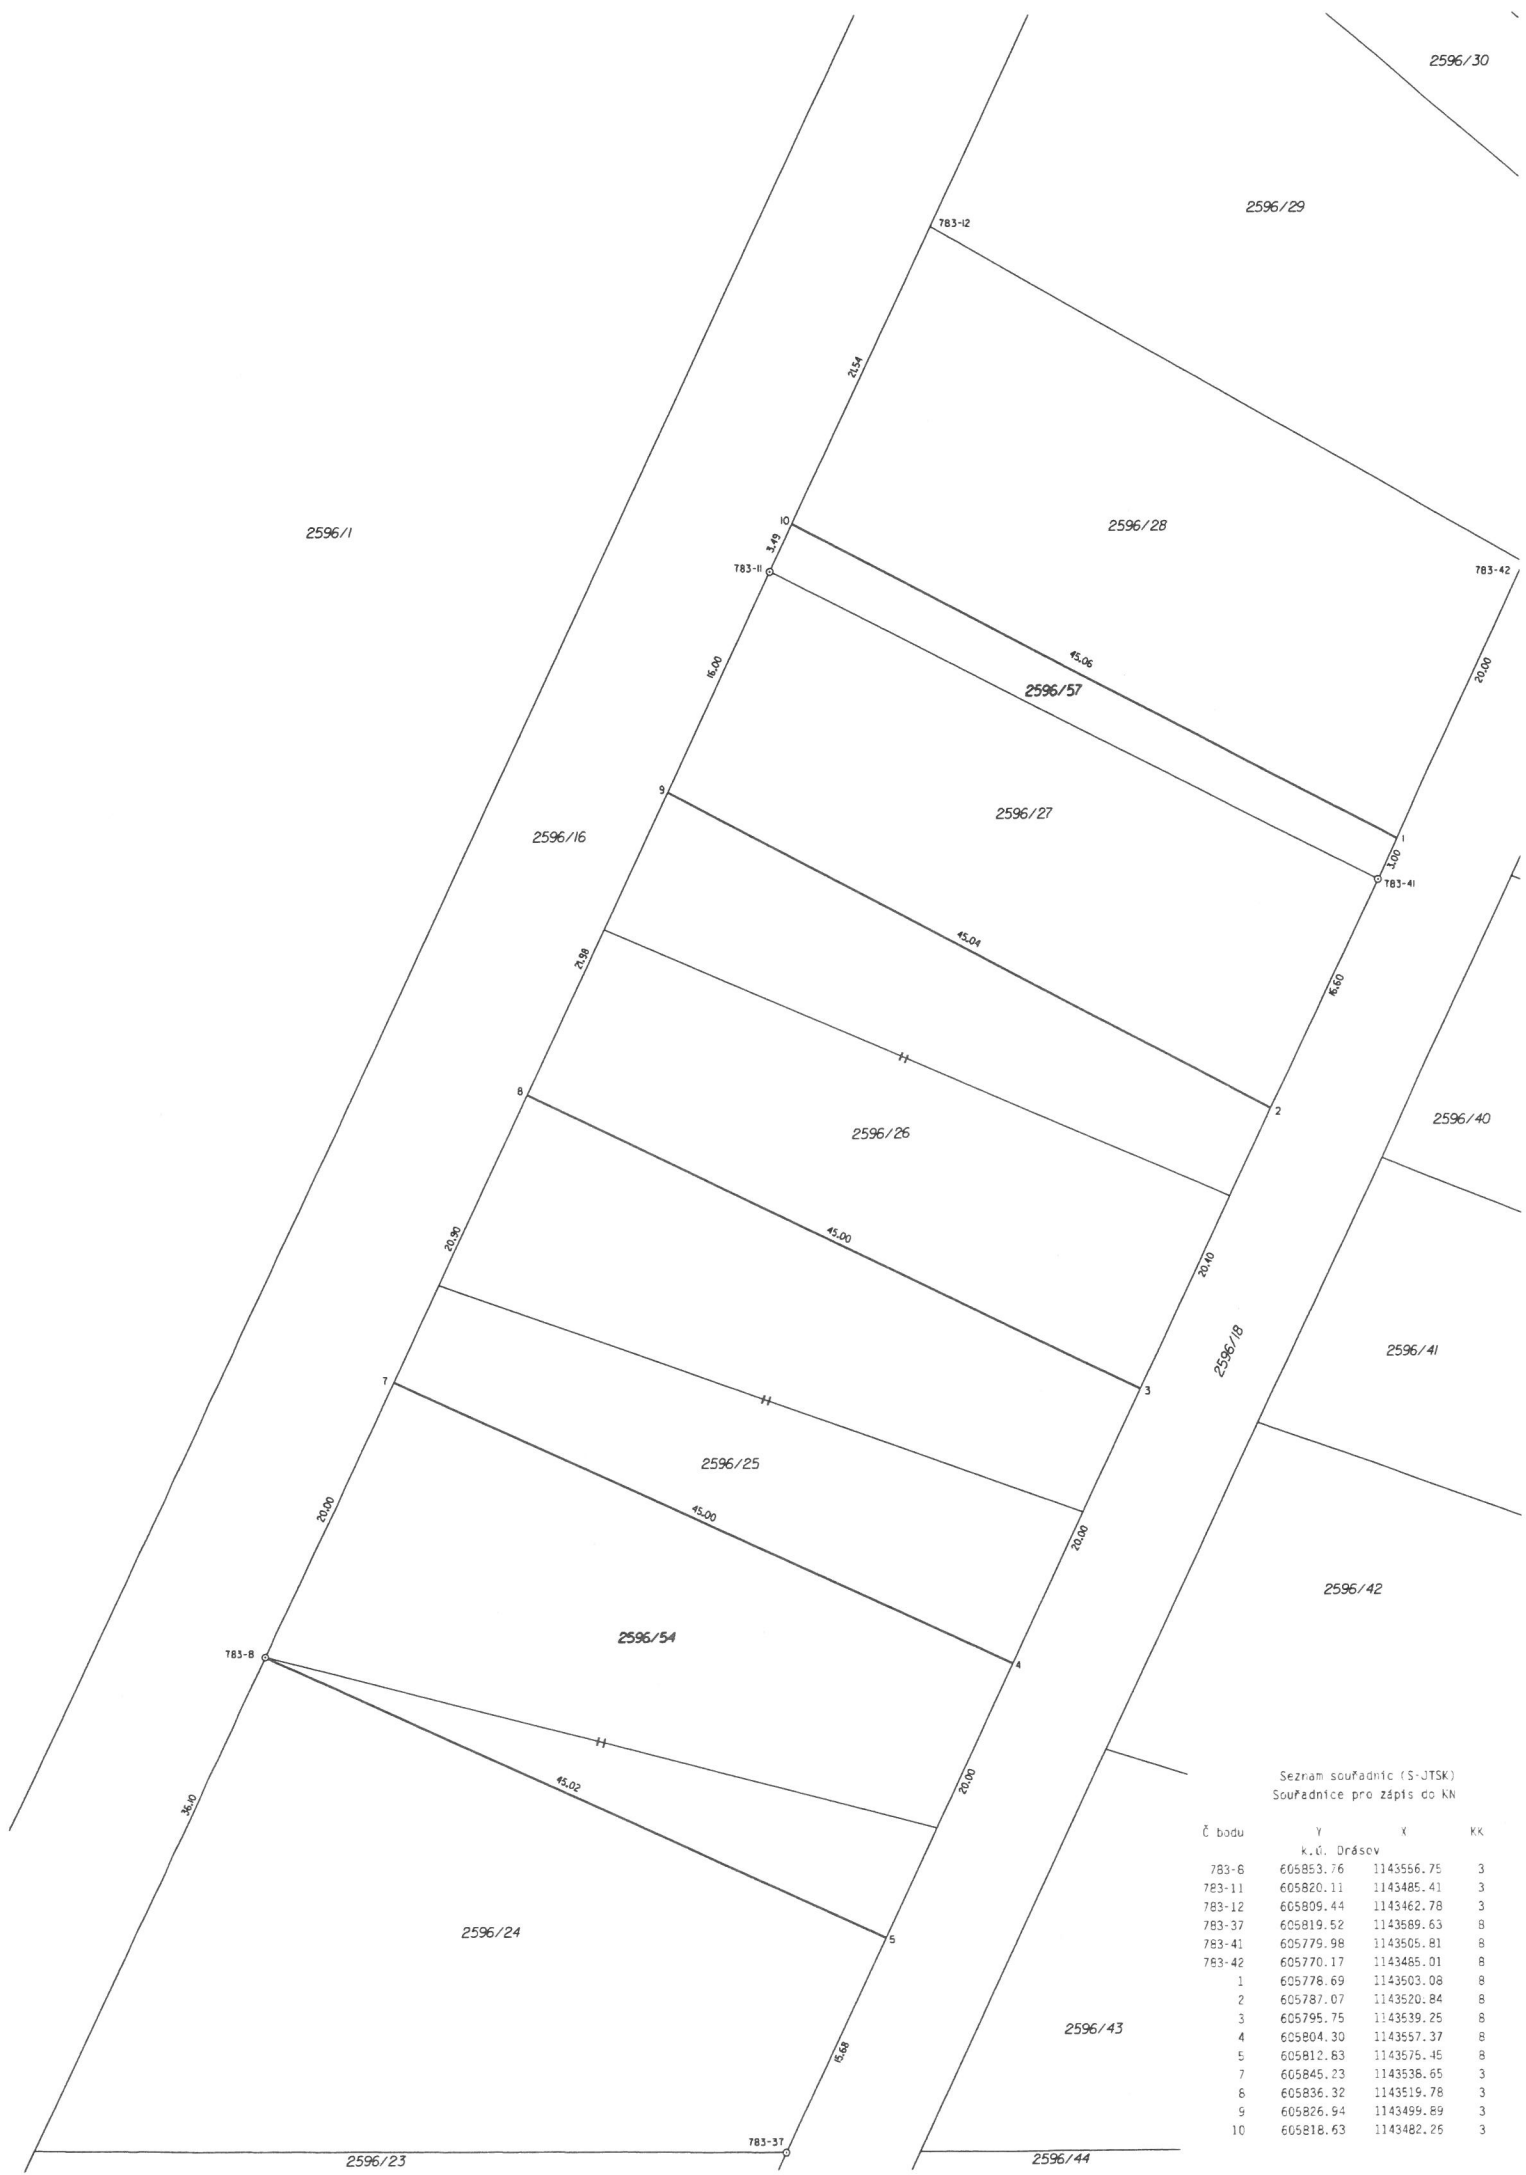 2596/30
2596/29
783-12
21.54
2596/1
10
2596/28
3.49
783-11
783-42
45.06
16.00
20.00
2596/57
9
2596/27
2596/16
1
3.00
783-41
45.04
21.98
16.60
8
2
2596/26
2596/40
45.00
20.90
20.40
2596/18
2596/41
7
3
2596/25
45.00
20.00
20.00
2596/42
2596/54
783-8
4
45.02
20.00
36.10
Seznam souřadnic (S-JTSK)
Souřadnice pro zápis do KN
Č bodu Y X KK
k.ú. Drásov
783-8 605853.76 1143556.75 3
783-11 605820.11 1143485.41 3
783-12 605809.44 1143462.78 3
783-37 605819.52 1143589.63 8
783-41 605779.98 1143505.81 8
783-42 605770.17 1143485.01 8
1 605778.69 1143503.08 8
2 605787.07 1143520.84 8
3 605795.75 1143539.25 8
4 605804.30 1143557.37 8
5 605812.83 1143575.45 8
7 605845.23 1143538.65 3
8 605836.32 1143519.78 3
9 605826.94 1143499.89 3
10 605818.63 1143482.26 3
2596/24
5
2596/43
15.68
783-37
2596/23
2596/44